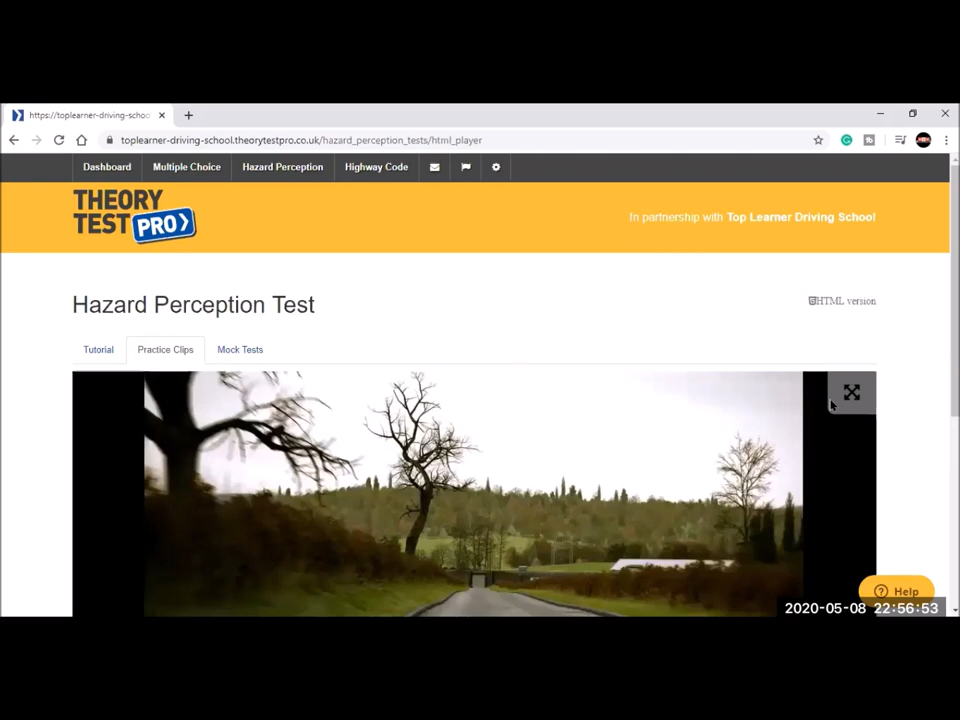 https://toplearner-driving-schoo
toplearner-driving-school.theorytestpro.co.uk/hazard_perception_tests/html_player
Dashboard Multiple Choice Hazard Perception Highway Code
THEORY
TEST PRO
In partnership with Top Learner Driving School
Hazard Perception Test
HTML version
Tutorial Practice Clips Mock Tests
Help
2020-05-08 22:56:53